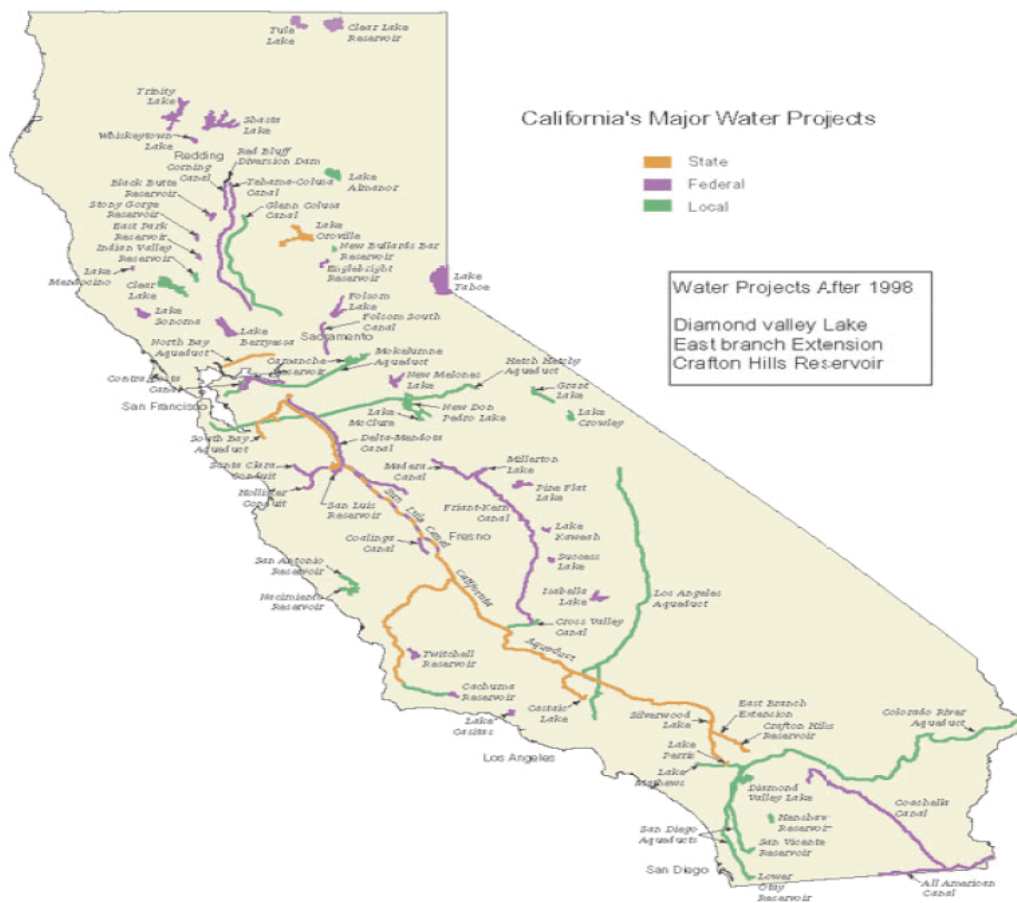 Tule
Lake
Clear Lake
Reservoir
Trinity
Lake
Shasta
Lake
Whiskeytown
Lake
Redding
Corning
Canal
Red Bluff
Diversion Dam
Tehama-Colusa
Canal
Lake
Almanor
Black Butte
Reservoir
Stony Gorge
Reservoir
East Park
Reservoir
Indian Valley
Reservoir
Glenn Colusa
Canal
Lake
Oroville
New Bullards Bar
Reservoir
Englebright
Reservoir
Lake
Mendocino
Clear
Lake
Lake
Tahoe
Lake
Sonoma
Folsom
Lake
Folsom South
Canal
Lake
Berryessa
Sacramento
North Bay
Aqueduct
Camanche
Reservoir
Mokelumne
Aqueduct
Hetch Hetchy
Aqueduct
Contra Costa
Canal
New Melones
Lake
Grant
Lake
San Francisco
Lake
McClure
New Don
Pedro Lake
Lake
Crowley
South Bay
Aqueduct
Delta-Mendota
Canal
Santa Clara
Conduit
Madera
Canal
Millerton
Lake
Hollister
Conduit
San Luis
Reservoir
San Luis Canal
Friant-Kern
Canal
Pine Flat
Lake
Coalinga
Canal
Fresno
Lake
Kaweah
San Antonio
Reservoir
Success
Lake
Nacimiento
Reservoir
California
Aqueduct
Isabella
Lake
Los Angeles
Aqueduct
Cross Valley
Canal
Twitchell
Reservoir
Cachuma
Reservoir
Lake
Casitas
Castaic
Lake
Silverwood
Lake
East Branch
Extension
Crafton Hills
Reservoir
Colorado River
Aqueduct
Los Angeles
Lake
Perris
Lake
Mathews
Diamond
Valley Lake
Coachella
Canal
Henshaw
Reservoir
San Diego
Aqueducts
San Vicente
Reservoir
San Diego
Lower
Otay
Reservoir
All American
Canal
California's Major Water Projects
State
Federal
Local
Water Projects After 1998
Diamond valley Lake
East branch Extension
Crafton Hills Reservoir